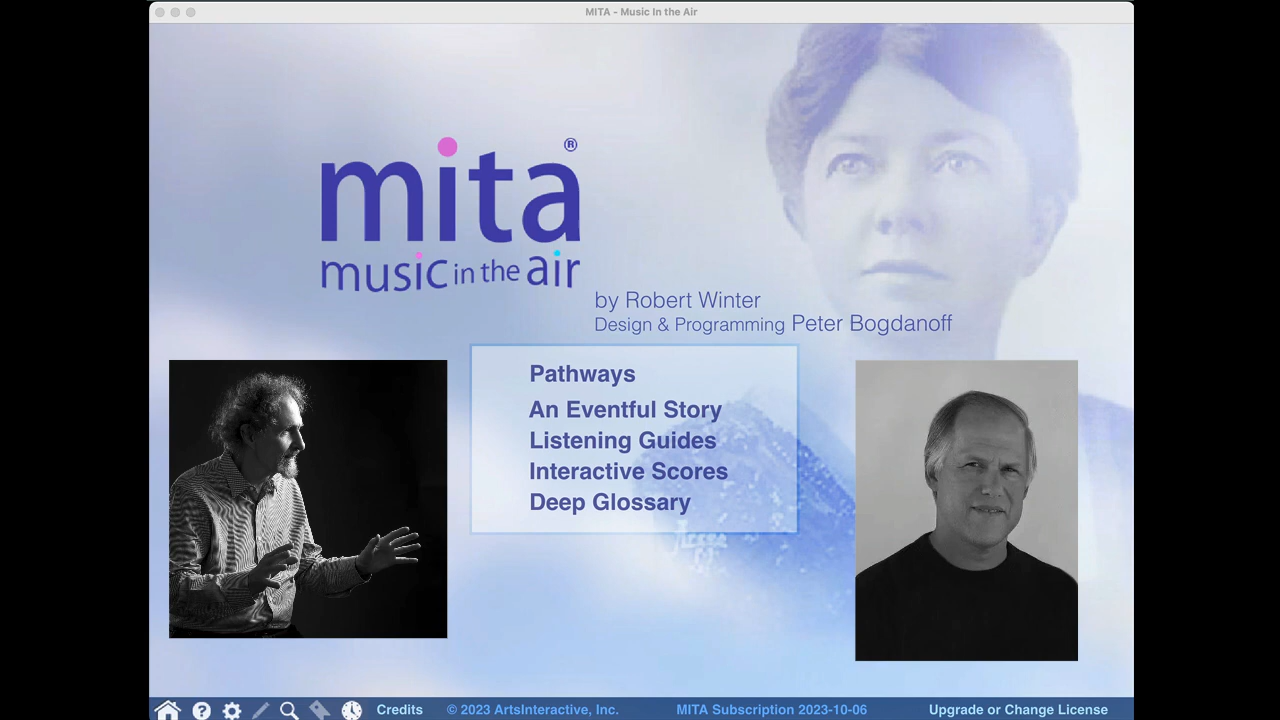 MITA - Music In the Air
mita®
music in the air
by Robert Winter
Design & Programming Peter Bogdanoff
Pathways
An Eventful Story
Listening Guides
Interactive Scores
Deep Glossary
Credits © 2023 ArtsInteractive, Inc. MITA Subscription 2023-10-06 Upgrade or Change License